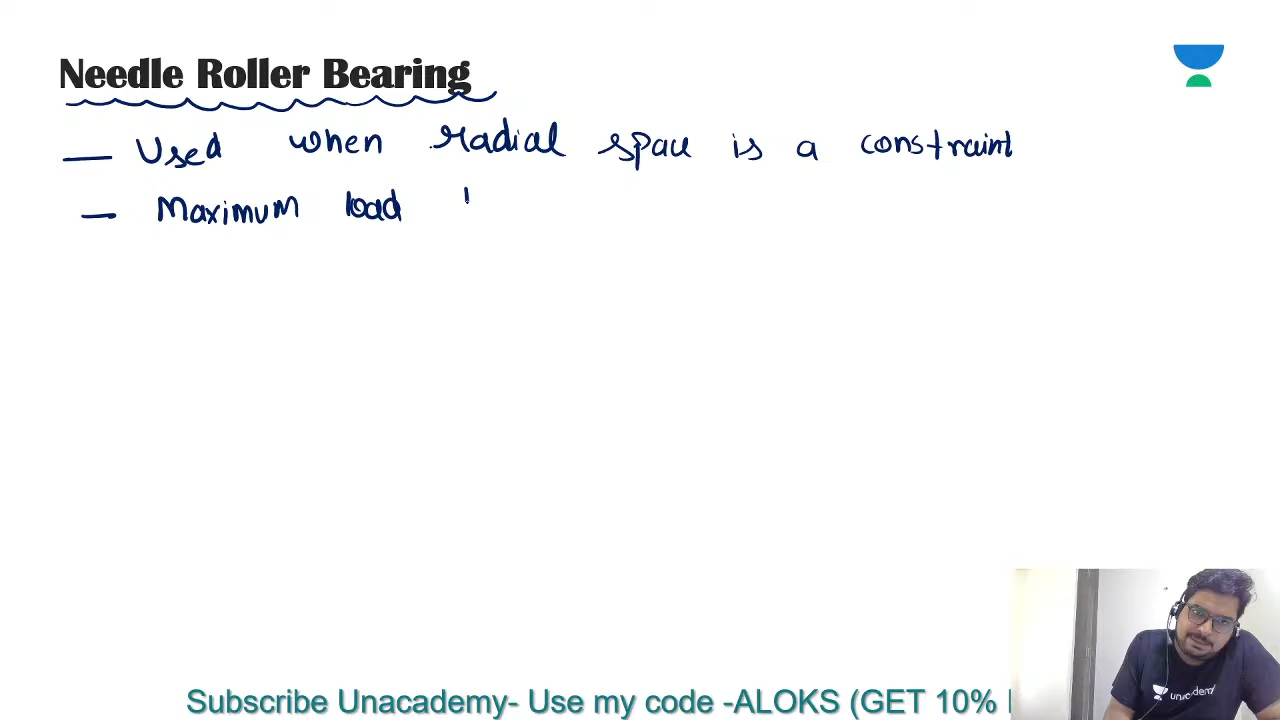 Needle Roller Bearing
— Used when radial space is a constraint
— Maximum load
unacademy
Subscribe Unacademy- Use my code -ALOKS (GET 10%